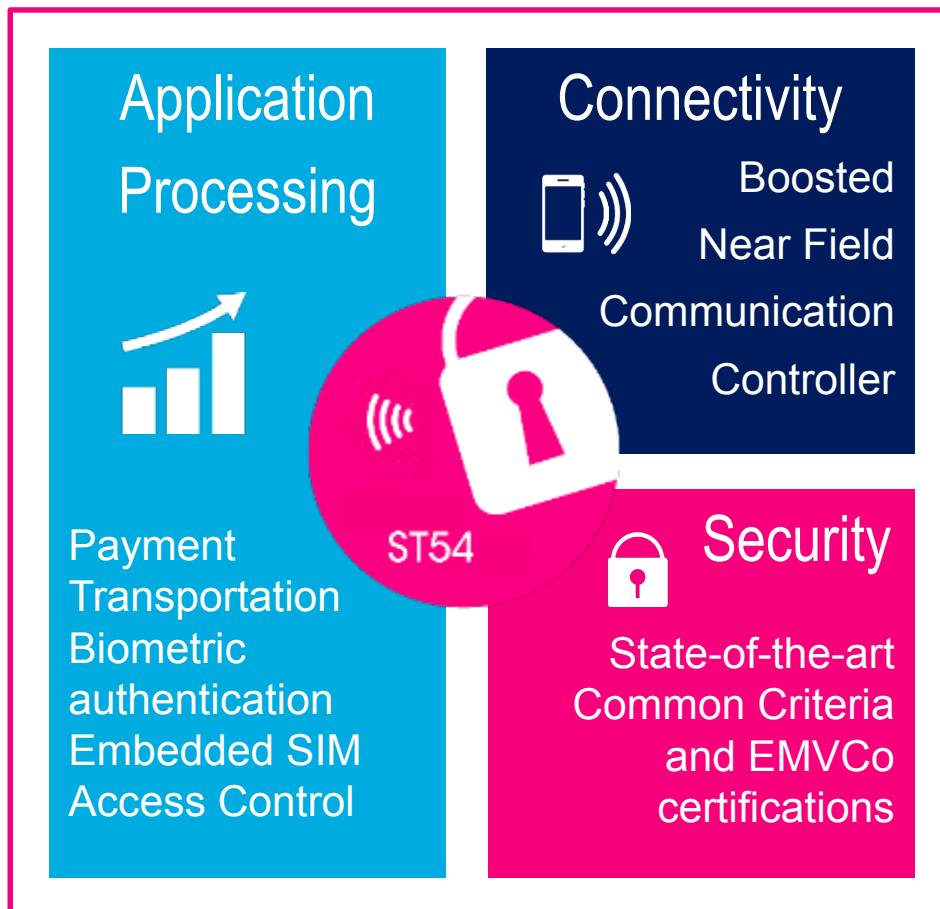 Application
Processing
Payment
Transportation
Biometric
authentication
Embedded SIM
Access Control
Connectivity
Boosted
Near Field
Communication
Controller
ST54
Security
State-of-the-art
Common Criteria
and EMVCo
certifications